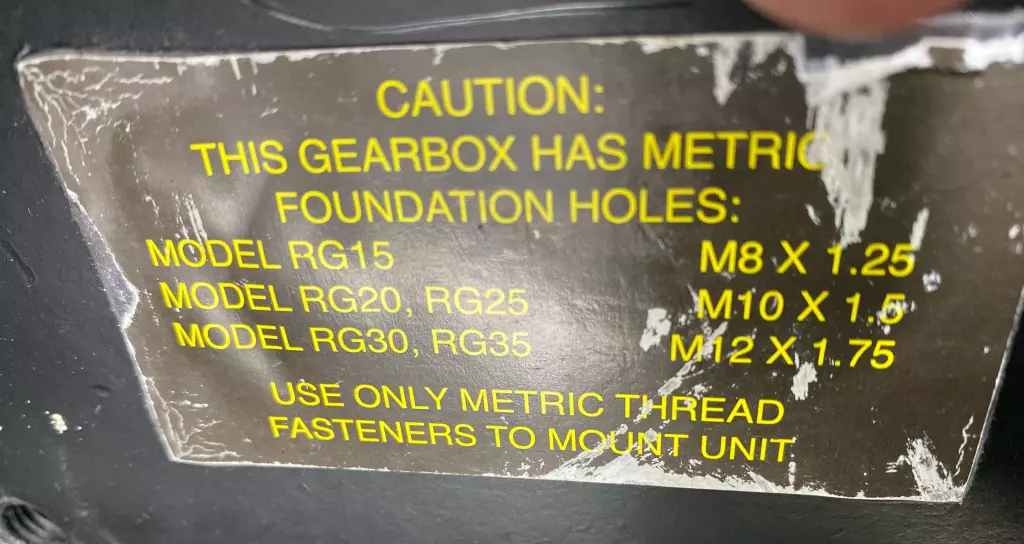 CAUTION:
THIS GEARBOX HAS METRIC
FOUNDATION HOLES:
MODEL RG15 M8 X 1.25
MODEL RG20, RG25 M10 X 1.5
MODEL RG30, RG35 M12 X 1.75
USE ONLY METRIC THREAD
FASTENERS TO MOUNT UNIT